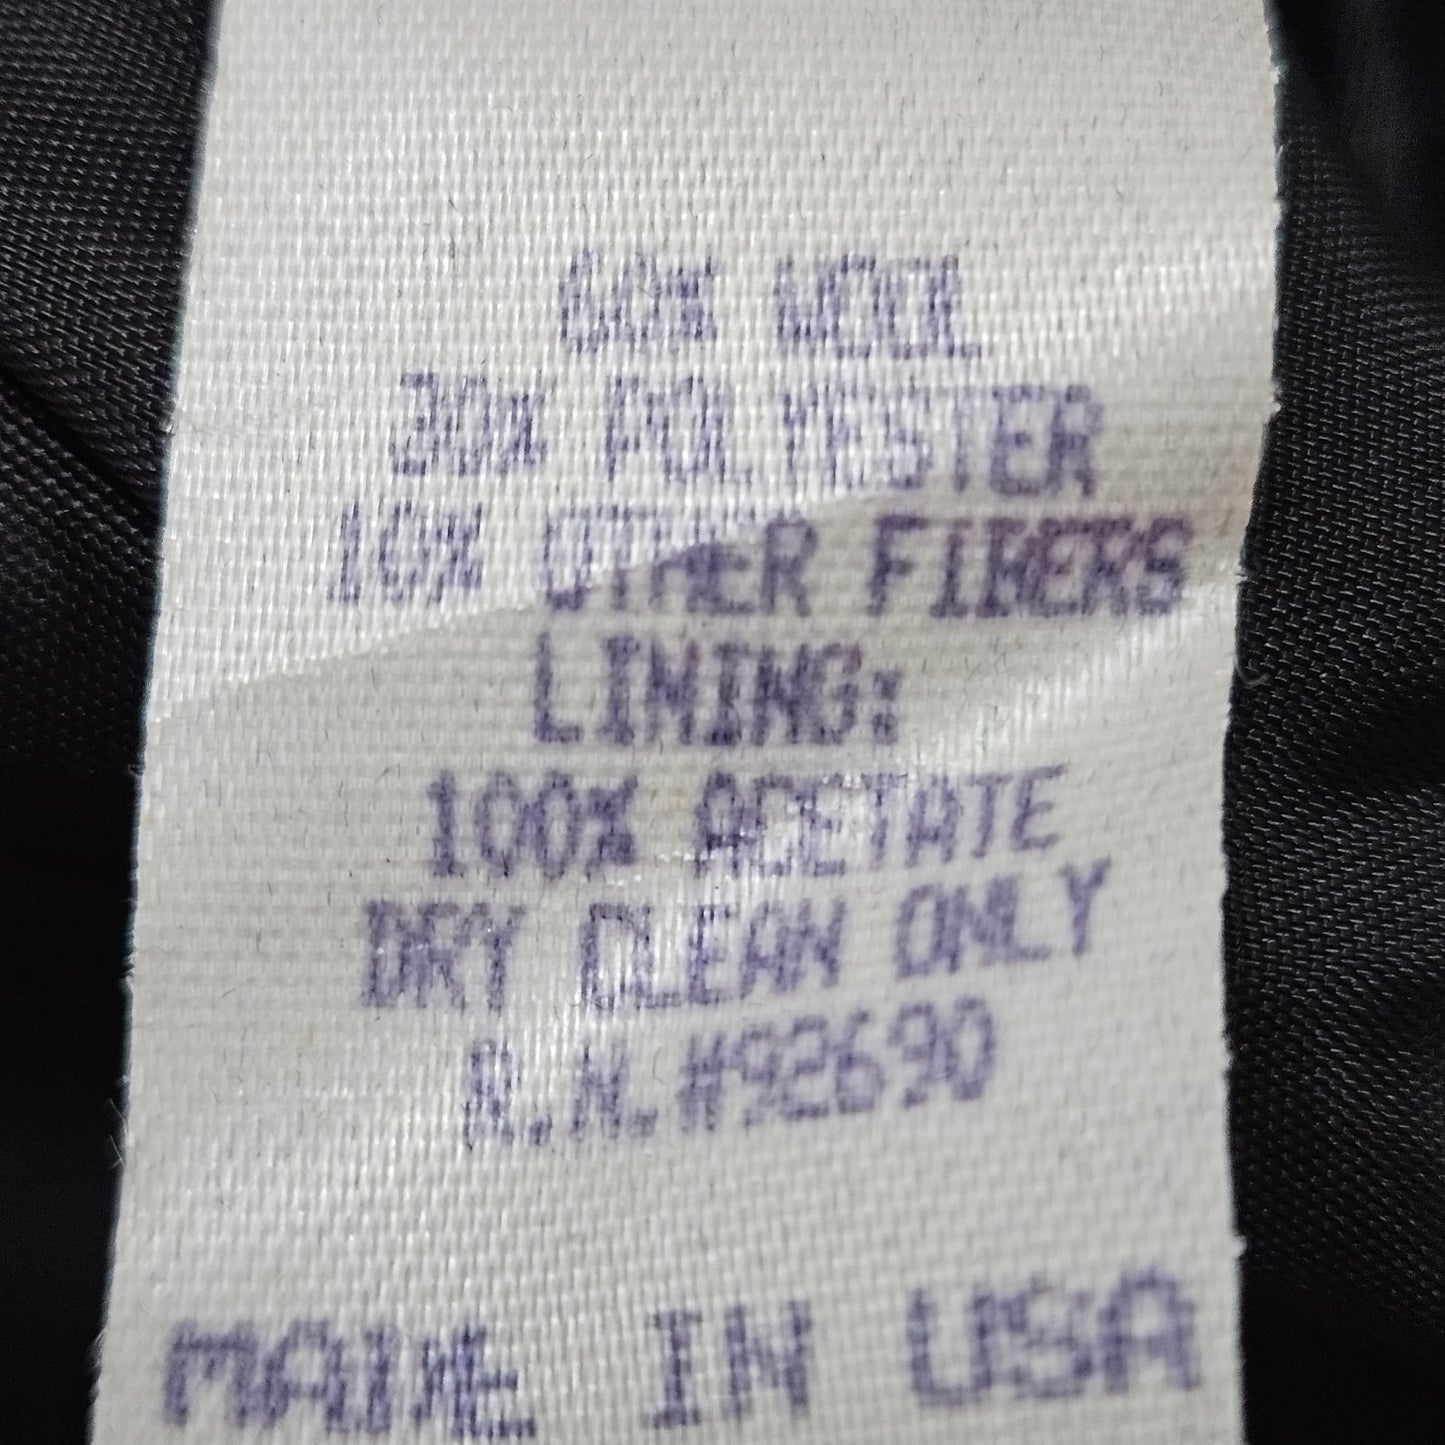 60% WOOL
30% POLYESTER
10% OTHER FIBERS
LINING:
100% ACETATE
DRY CLEAN ONLY
R.N.#92690
MADE IN USA